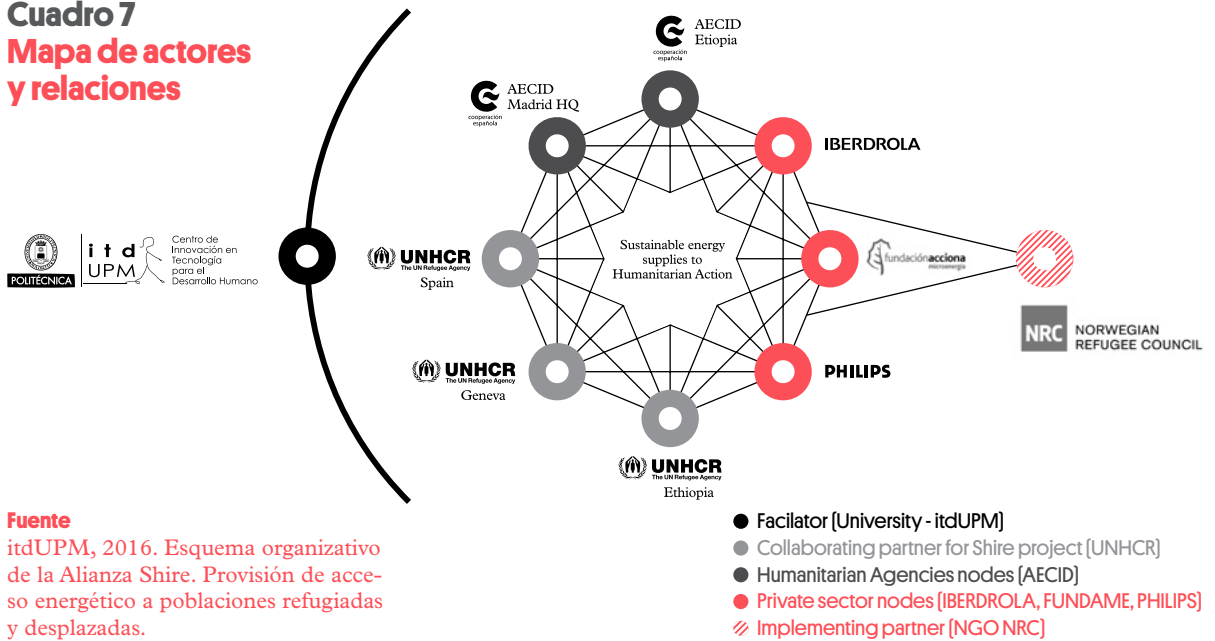 Cuadro 7
Mapa de actores
y relaciones
cooperación
española
AECID
Etiopia
cooperación
española
AECID
Madrid HQ
IBERDROLA
POLITÉCNICA
itd
UPM
Centro de
Innovación en
Tecnología
para el
Desarrollo Humano
UNHCR
The UN Refugee Agency
Spain
Sustainable energy
supplies to
Humanitarian Action
fundaciónacciona
microenergía
NRC
NORWEGIAN
REFUGEE COUNCIL
UNHCR
The UN Refugee Agency
Geneva
PHILIPS
UNHCR
The UN Refugee Agency
Ethiopia
Fuente
itdUPM, 2016. Esquema organizativo
de la Alianza Shire. Provisión de acce-
so energético a poblaciones refugiadas
y desplazadas.
Facilator (University - itdUPM)
Collaborating partner for Shire project (UNHCR)
Humanitarian Agencies nodes (AECID)
Private sector nodes (IBERDROLA, FUNDAME, PHILIPS)
Implementing partner (NGO NRC)